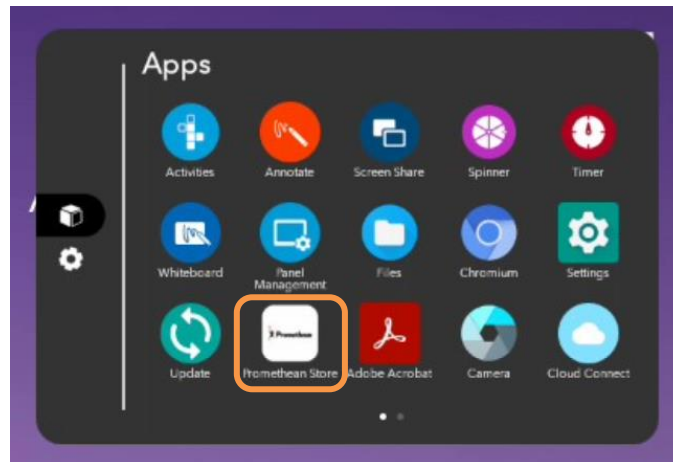 Apps
Activities
Annotate
Screen Share
Spinner
Timer
Whiteboard
Panel
Management
Files
Chromium
Settings
Promethean
Update
Promethean Store
Adobe Acrobat
Camera
Cloud Connect